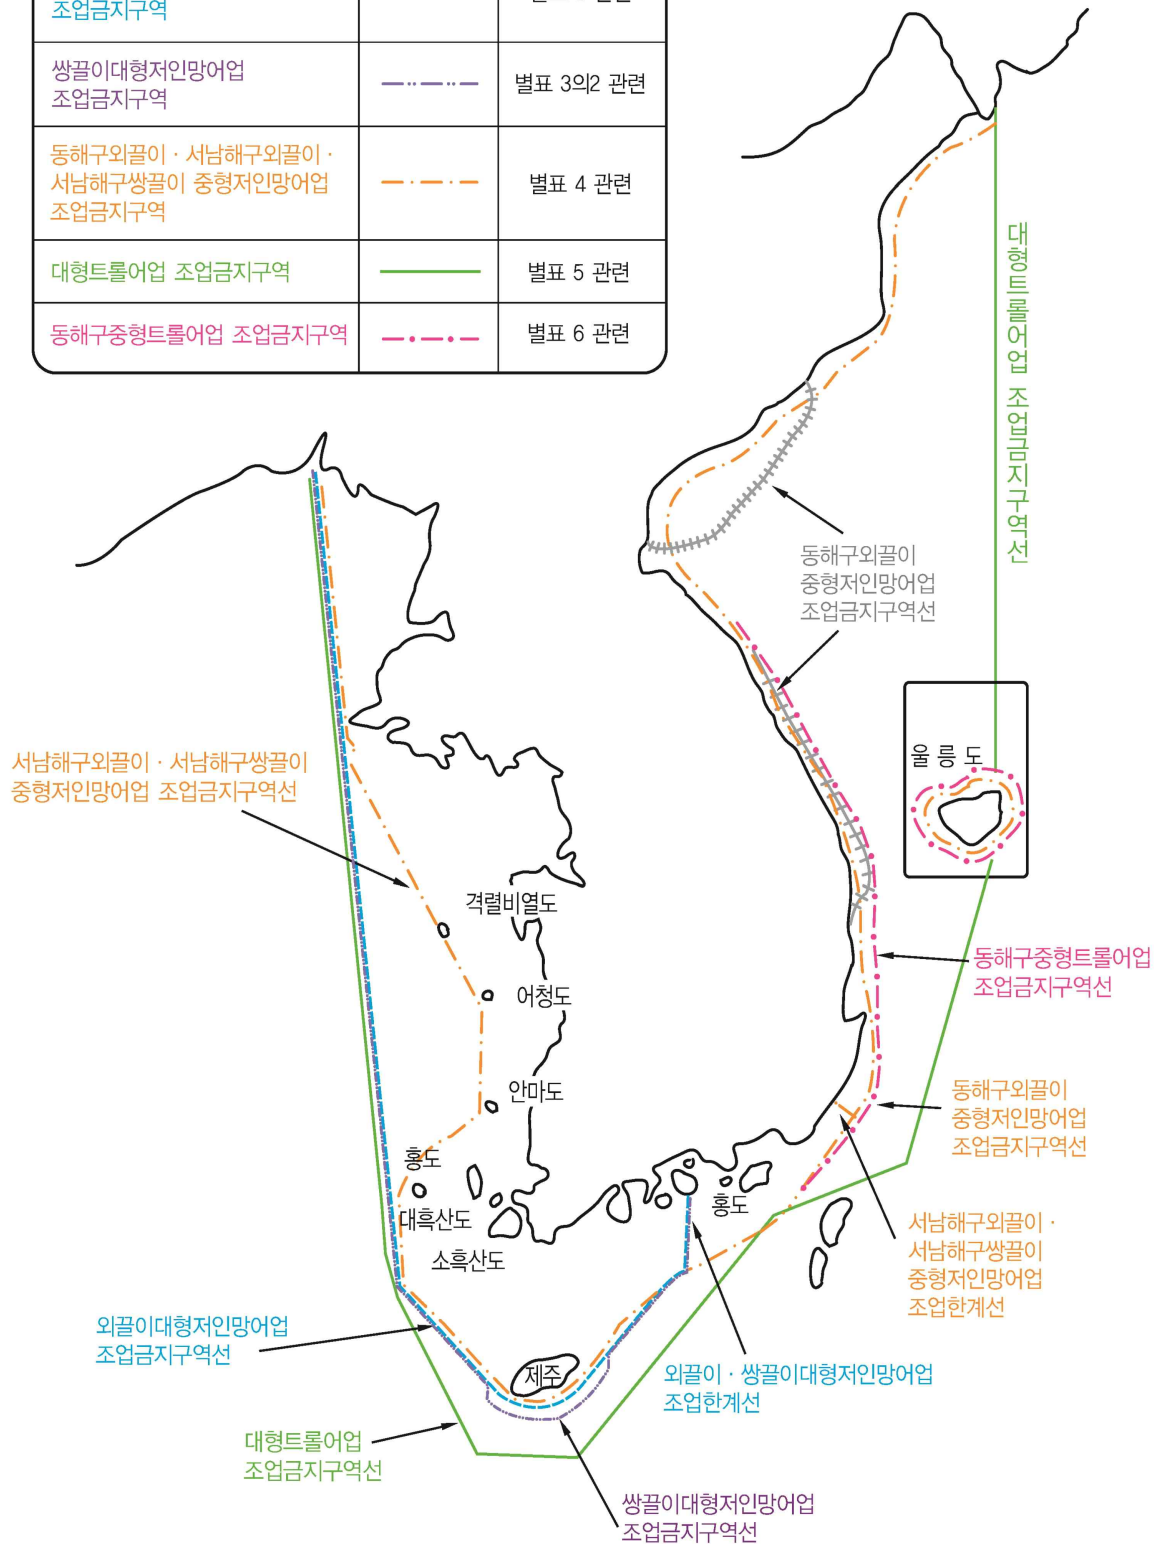 조업금지구역
쌍끌이대형저인망어업
조업금지구역
별표 3의2 관련
동해구외끌이 · 서남해구외끌이 ·
서남해구쌍끌이 중형저인망어업
조업금지구역
별표 4 관련
대형트롤어업 조업금지구역
별표 5 관련
동해구중형트롤어업 조업금지구역
별표 6 관련
대형트롤어업 조업금지구역선
동해구외끌이
중형저인망어업
조업금지구역선
울릉도
서남해구외끌이 · 서남해구쌍끌이
중형저인망어업 조업금지구역선
격렬비열도
어청도
동해구중형트롤어업
조업금지구역선
안마도
동해구외끌이
중형저인망어업
조업금지구역선
홍도
대흑산도
소흑산도
홍도
서남해구외끌이 ·
서남해구쌍끌이
중형저인망어업
조업한계선
외끌이대형저인망어업
조업금지구역선
제주
외끌이 · 쌍끌이대형저인망어업
조업한계선
대형트롤어업
조업금지구역선
쌍끌이대형저인망어업
조업금지구역선